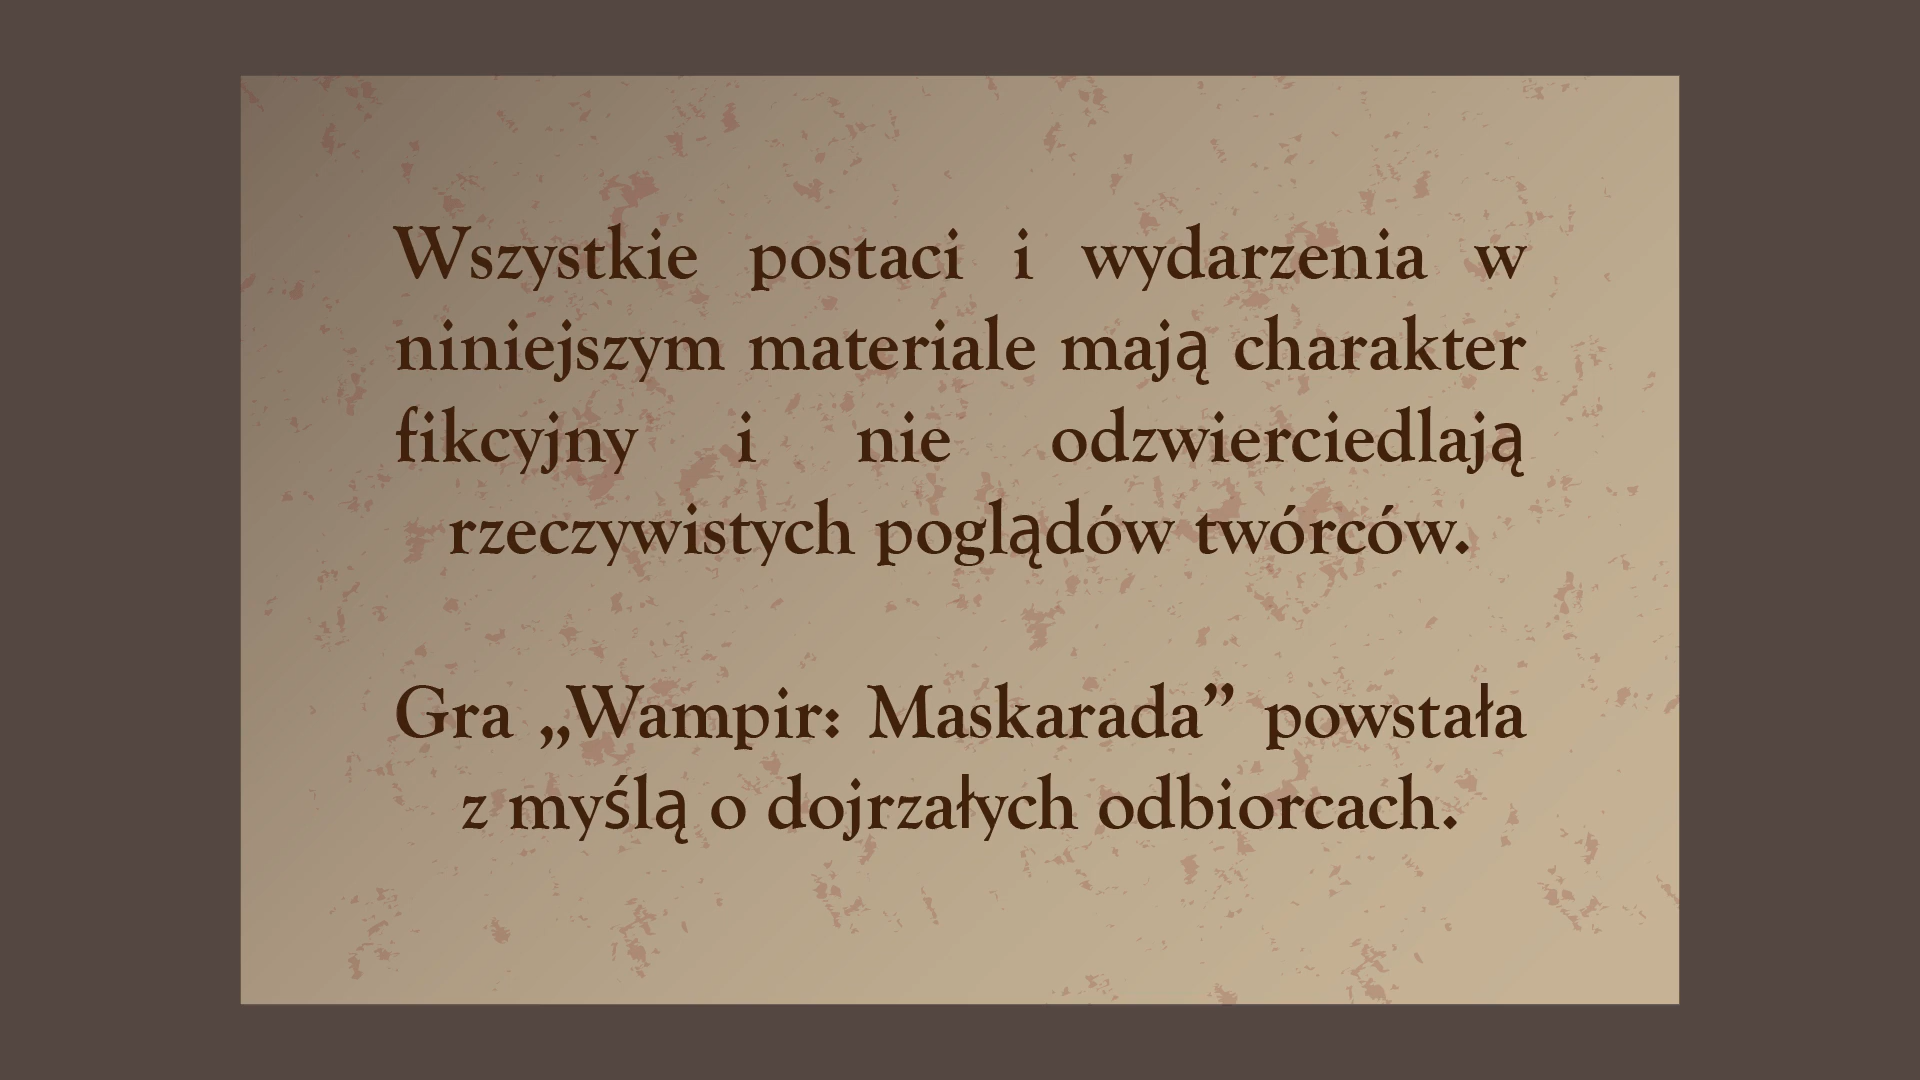 Wszystkie postaci i wydarzenia w
niniejszym materiale mają charakter
fikcyjny i nie odzwierciedlają
rzeczywistych poglądów twórców.
Gra „Wampir: Maskarada” powstała
z myślą o dojrzałych odbiorcach.